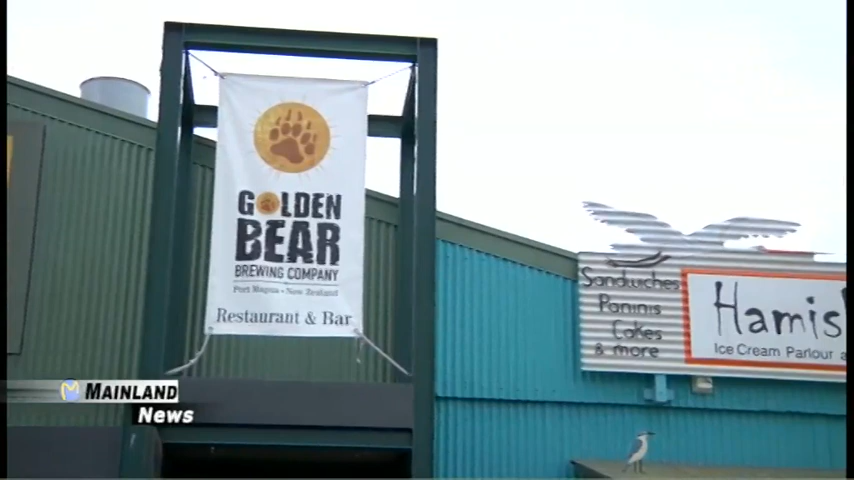 GOLDEN
BEAR
BREWING COMPANY
Port Mapua - New Zealand
Restaurant & Bar
Sandwiches
Paninis
Cakes
& more
Hamish
Ice Cream Parlour a
MAINLAND
News